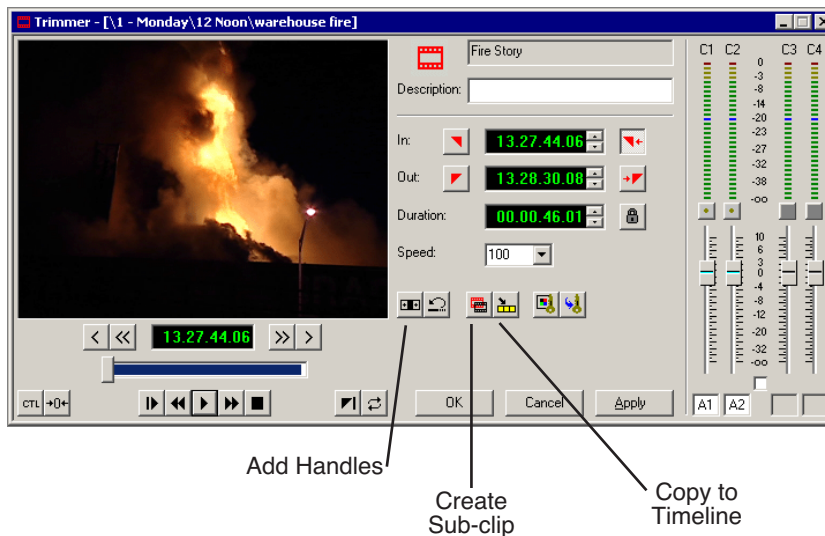 Trimmer - [\1 - Monday\12 Noon\warehouse fire]
Fire Story
Description:
In: 13.27.44.06
Out: 13.28.30.08
Duration: 00.00.46.01
Speed: 100
< << 13.27.44.06 >> >
CTL →0←
OK Cancel Apply
C1 C2 C3 C4
0
-3
-8
-14
-20
-23
-27
-32
-38
-oo
10
6
3
0
-4
-8
-12
-20
-32
-oo
A1 A2
Add Handles
Create
Sub-clip
Copy to
Timeline